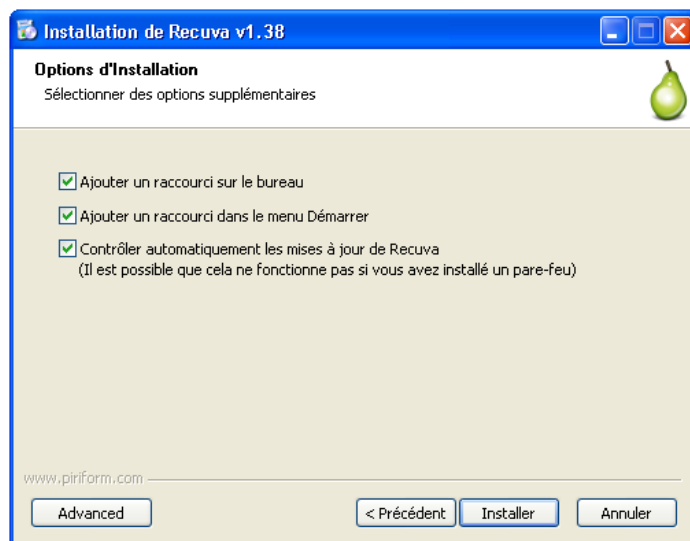 Installation de Recuva v1.38
Options d'Installation
Sélectionner des options supplémentaires
Ajouter un raccourci sur le bureau
Ajouter un raccourci dans le menu Démarrer
Contrôler automatiquement les mises à jour de Recuva
(Il est possible que cela ne fonctionne pas si vous avez installé un pare-feu)
www.piriform.com
Advanced
< Précédent
Installer
Annuler